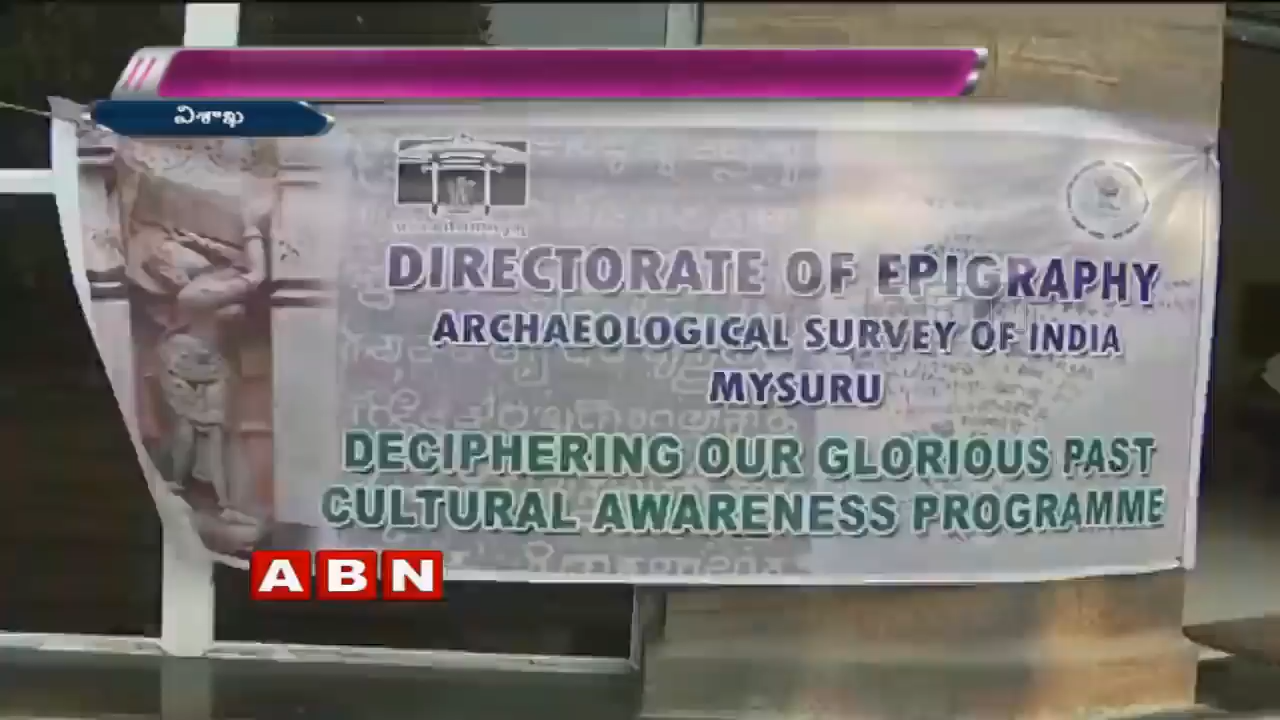 విశాఖ
DIRECTORATE OF EPIGRAPHY
ARCHAEOLOGICAL SURVEY OF INDIA
MYSURU
DECIPHERING OUR GLORIOUS PAST
CULTURAL AWARENESS PROGRAMME
ABN